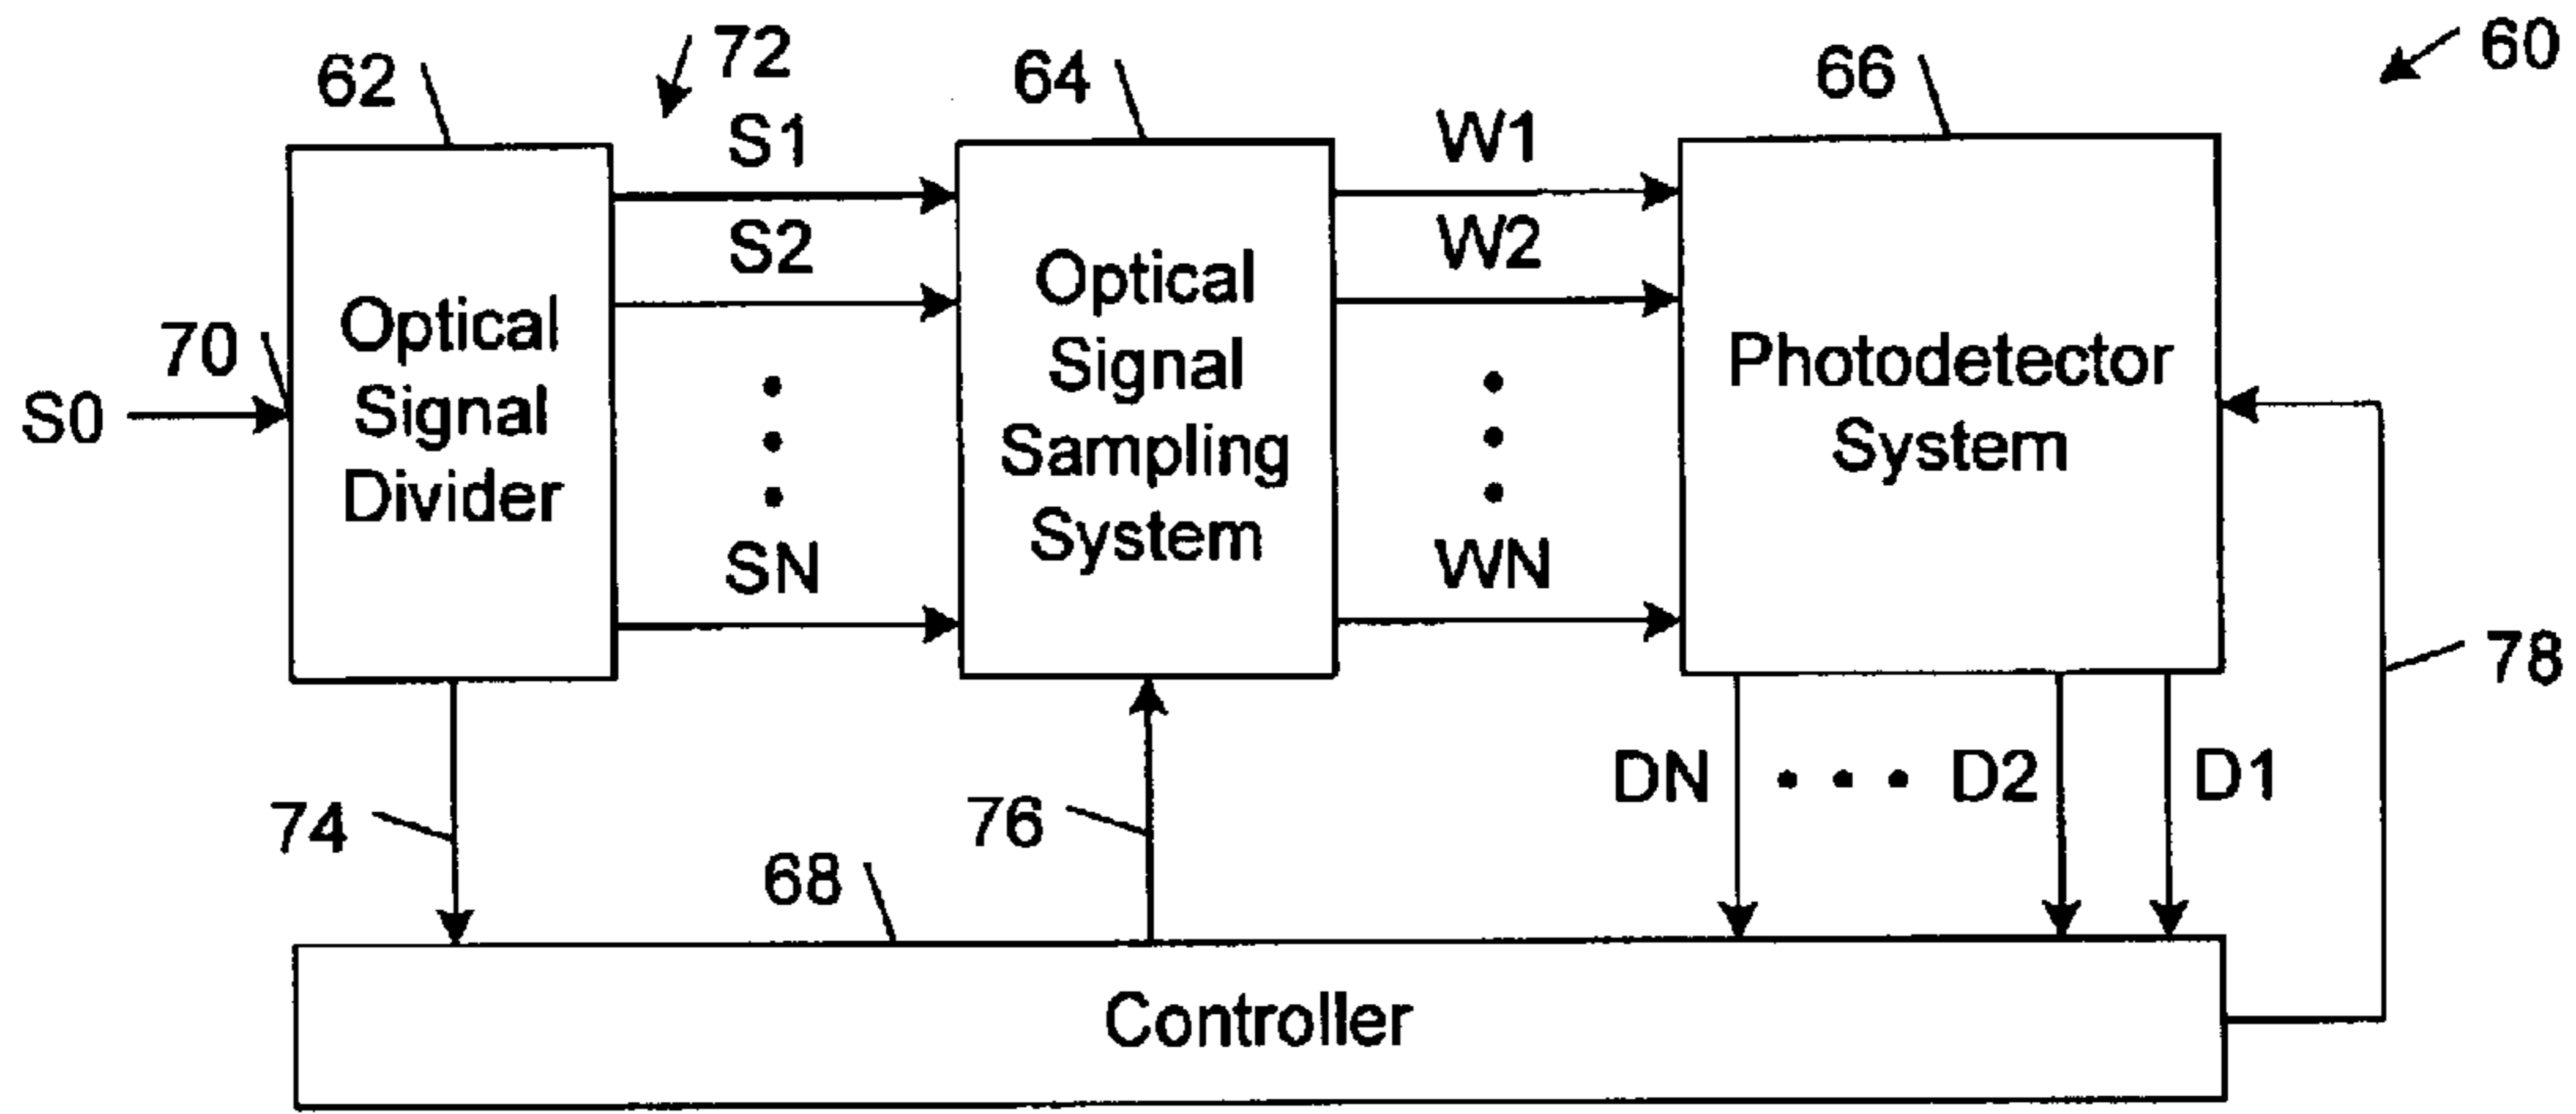 60
72
62
64
66
S1
W1
S2
W2
70
S0
Optical
Signal
Divider
Optical
Signal
Sampling
System
Photodetector
System
SN
WN
78
74
76
DN • • • D2
D1
68
Controller